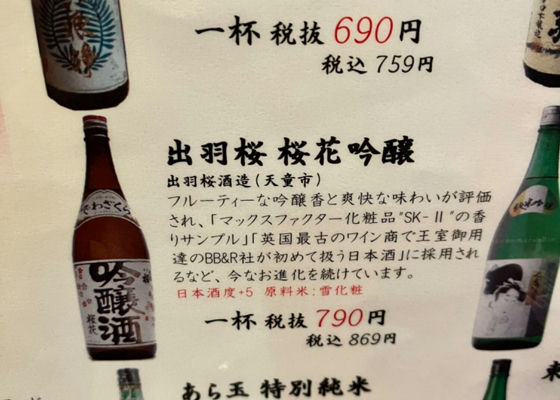 一杯 税抜 690円
税込 759円
出羽桜 桜花吟醸
出羽桜酒造(天童市)
フルーティーな吟醸香と爽快な味わいが評価
され、「マックスファクター化粧品"SK-Ⅱ"の香
りサンプル」「英国最古のワイン商で王室御用
達のBB&R社が初めて扱う日本酒」に採用され
るなど、今なお進化を続けています。
日本酒度+5 原料米:雪化粧
一杯 税抜 790円
税込 869円
でわざくら
吟醸酒
桜花
あら玉 特別純米